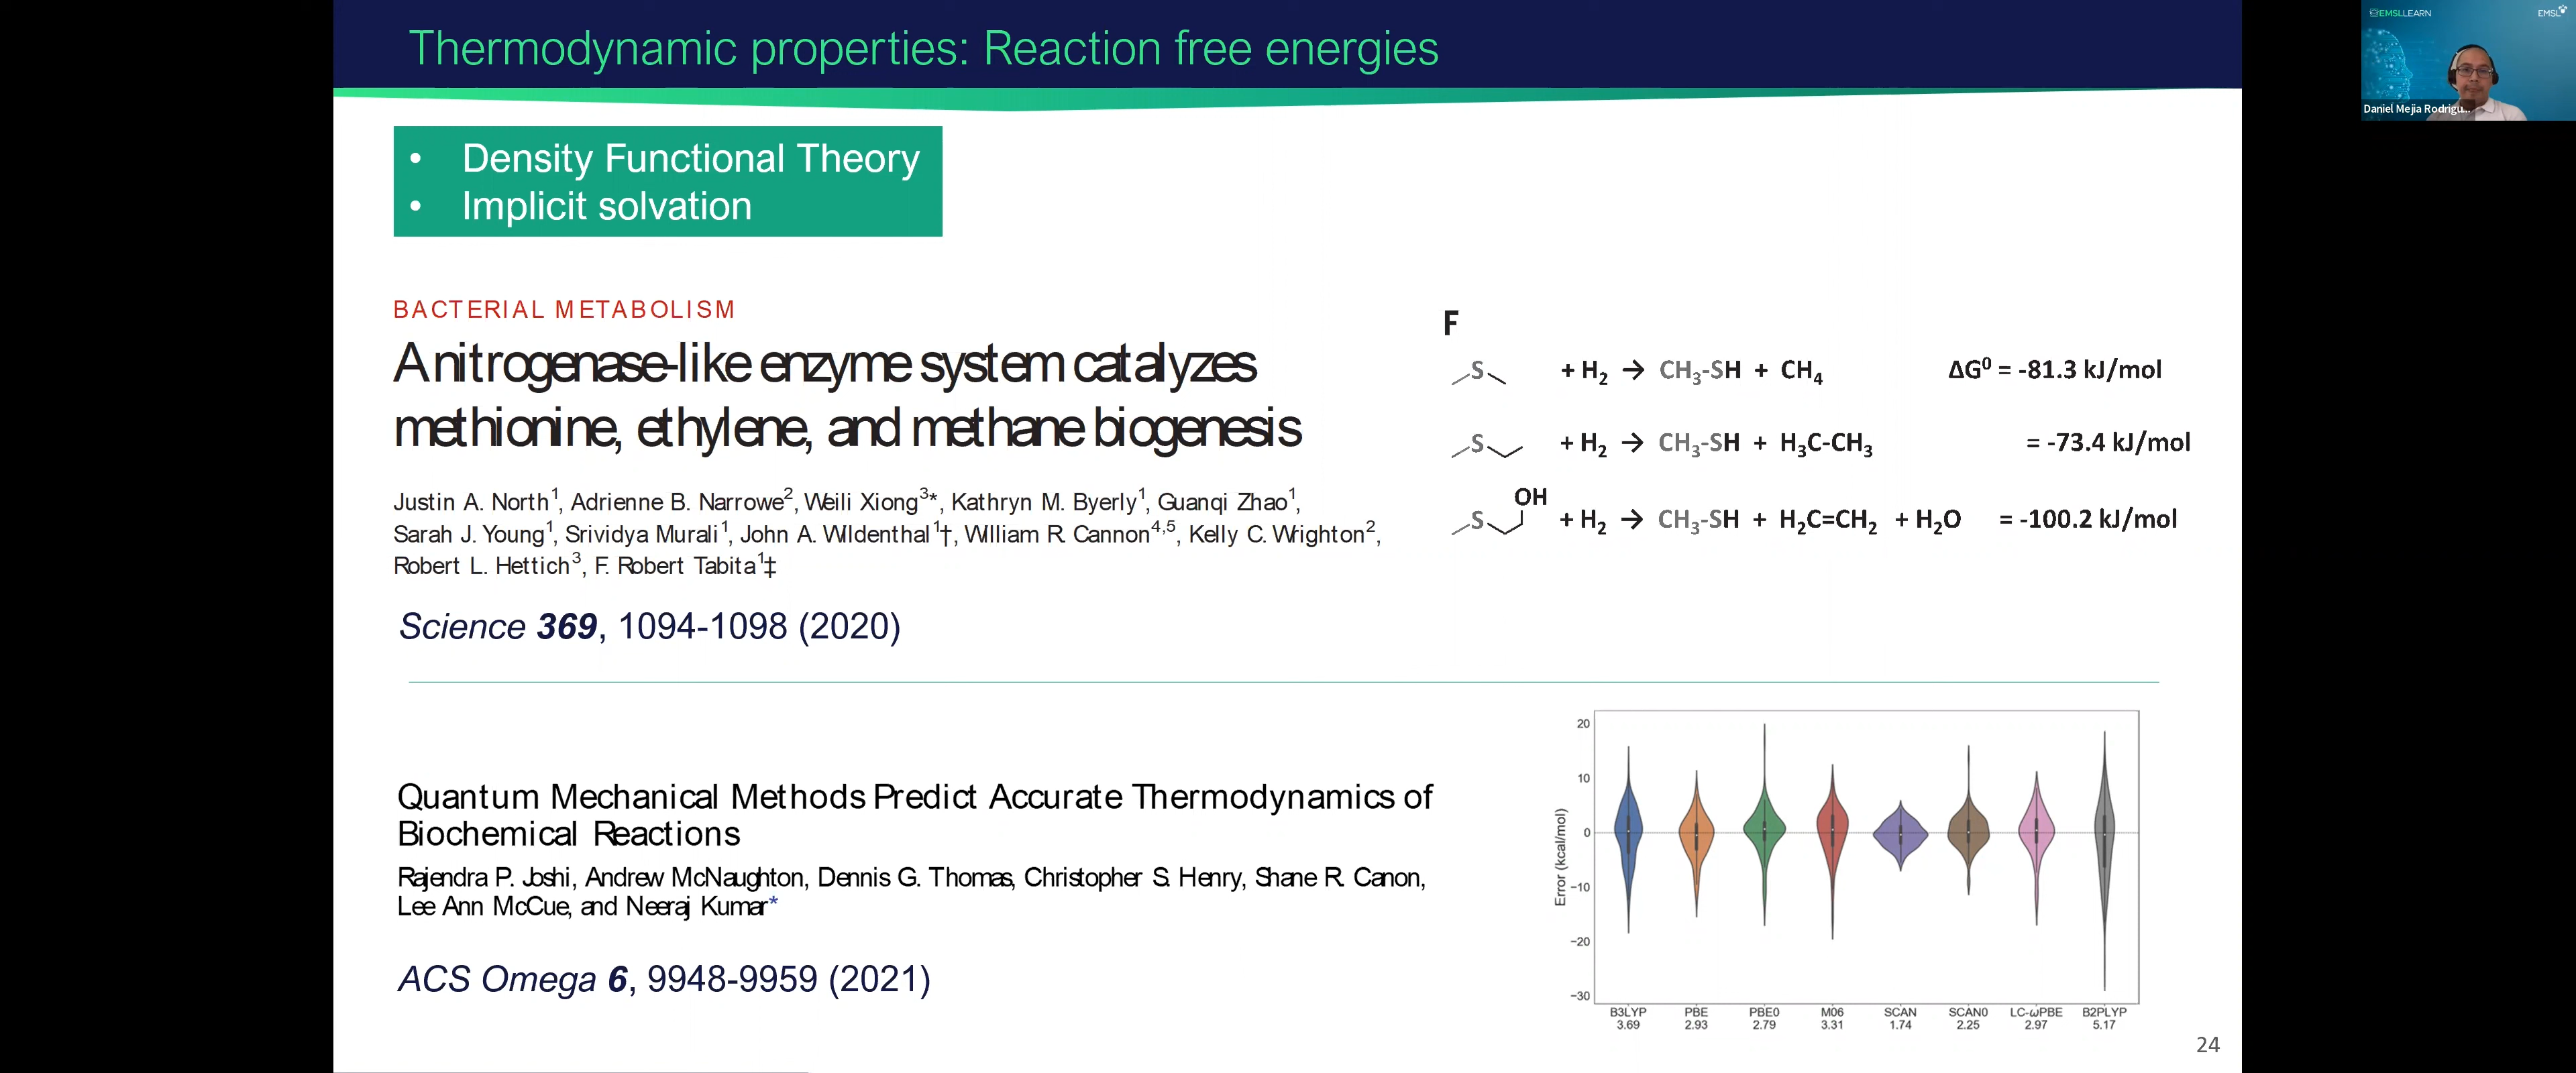 Thermodynamic properties: Reaction free energies
EMSLLEARN
EMSL
Daniel Mejia Rodrigu...
• Density Functional Theory
• Implicit solvation
BACTERIAL METABOLISM
A nitrogenase-like enzyme system catalyzes
methionine, ethylene, and methane biogenesis
Justin A. North¹, Adrienne B. Narrowe², Weili Xiong³*, Kathryn M. Byerly¹, Guanqi Zhao¹,
Sarah J. Young¹, Srividya Murali¹, John A. Wildenthal¹†, William R. Cannon⁴,⁵, Kelly C. Wrighton²,
Robert L. Hettich³, F. Robert Tabita¹‡
Science 369, 1094-1098 (2020)
F
S + H₂ → CH₃-SH + CH₄ ΔG⁰ = -81.3 kJ/mol
S + H₂ → CH₃-SH + H₃C-CH₃ = -73.4 kJ/mol
OH
S + H₂ → CH₃-SH + H₂C=CH₂ + H₂O = -100.2 kJ/mol
Quantum Mechanical Methods Predict Accurate Thermodynamics of
Biochemical Reactions
Rajendra P. Joshi, Andrew McNaughton, Dennis G. Thomas, Christopher S. Henry, Shane R. Canon,
Lee Ann McCue, and Neeraj Kumar*
ACS Omega 6, 9948-9959 (2021)
Error (kcal/mol)
20
10
0
−10
−20
−30
B3LYP PBE PBE0 M06 SCAN SCAN0 LC-ωPBE B2PLYP
3.69 2.93 2.79 3.31 1.74 2.25 2.97 5.17
24